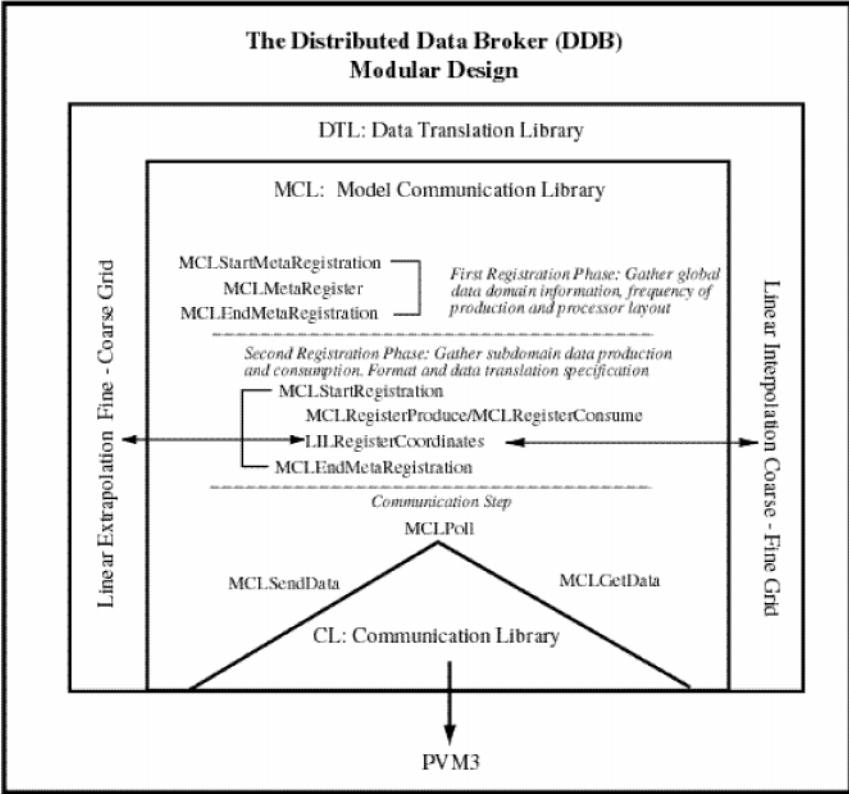 The Distributed Data Broker (DDB)
Modular Design
DTL: Data Translation Library
MCL: Model Communication Library
MCLStartMetaRegistration
MCLMetaRegister
MCLEndMetaRegistration
First Registration Phase: Gather global
data domain information, frequency of
production and processor layout
Second Registration Phase: Gather subdomain data production
and consumption. Format and data translation specification
MCLStartRegistration
MCLRegisterProduce/MCLRegisterConsume
LILRegisterCoordinates
MCLEndMetaRegistration
Communication Step
MCLPoll
MCLSendData
MCLGetData
CL: Communication Library
PVM3
Linear Extrapolation Fine - Coarse Grid
Linear Interpolation Coarse - Fine Grid